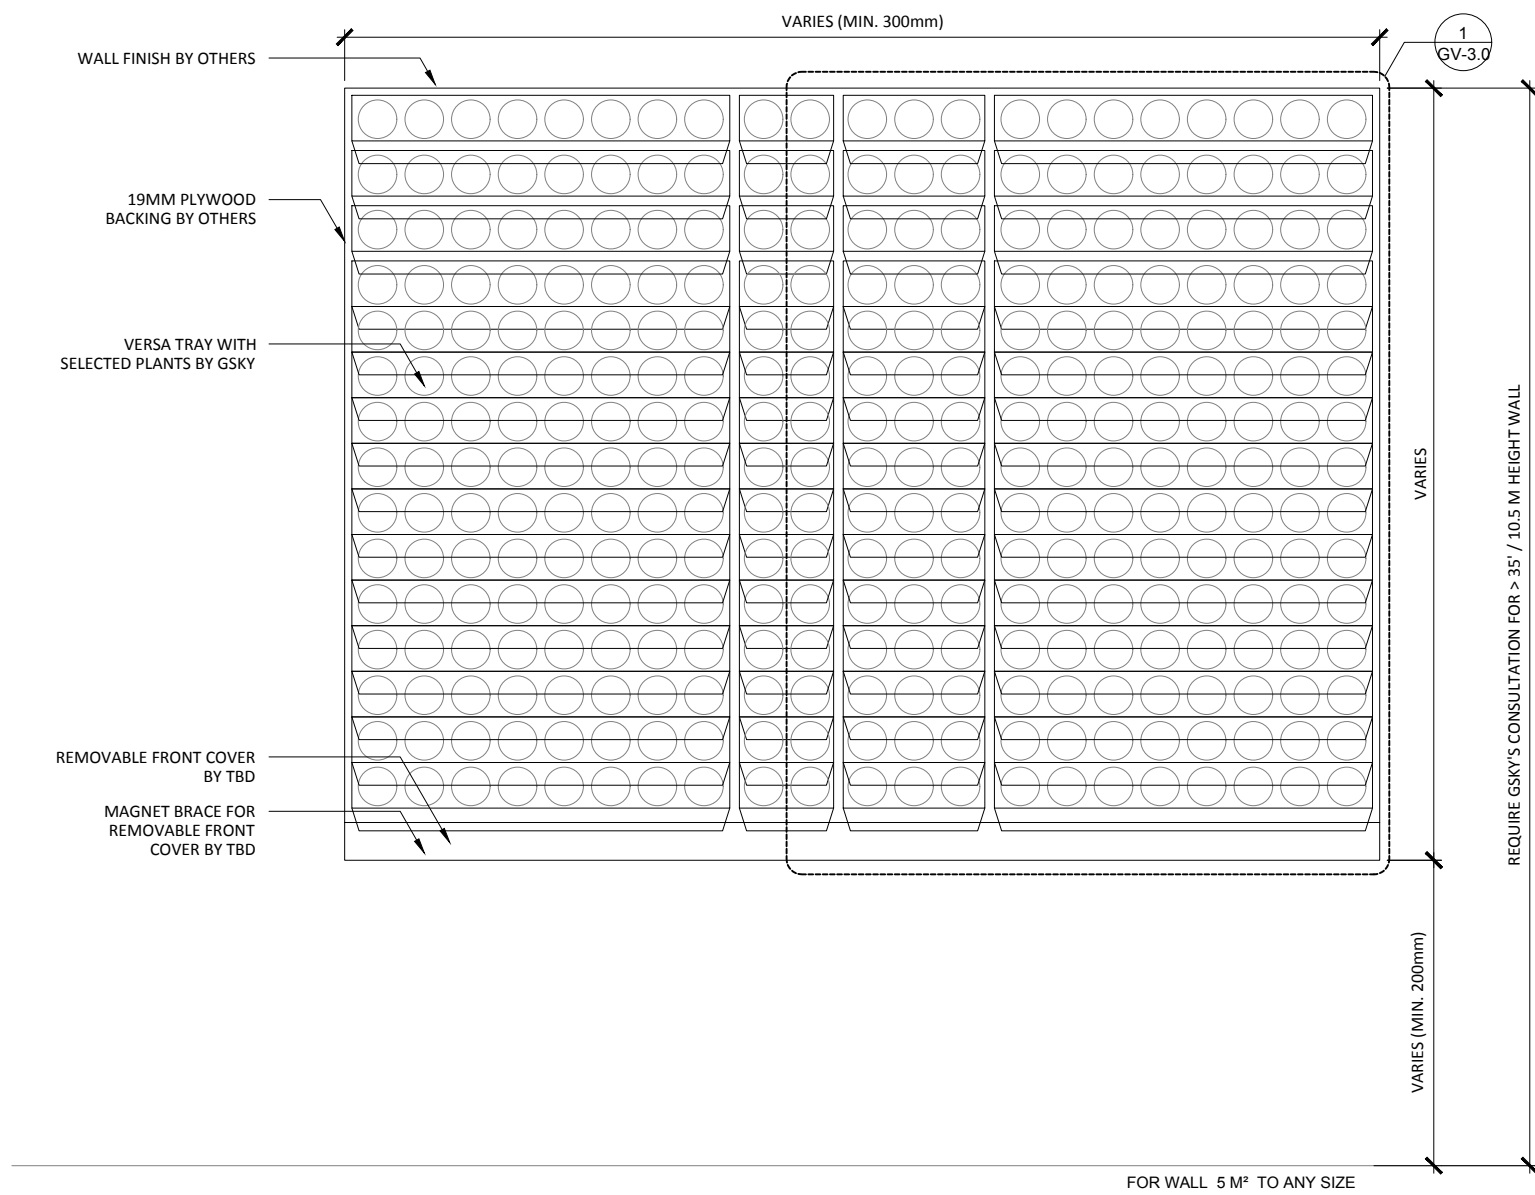 VARIES (MIN. 300mm)
1
GV-3.0
WALL FINISH BY OTHERS
19MM PLYWOOD
BACKING BY OTHERS
VERSA TRAY WITH
SELECTED PLANTS BY GSKY
REMOVABLE FRONT COVER
BY TBD
MAGNET BRACE FOR
REMOVABLE FRONT
COVER BY TBD
VARIES
REQUIRE GSKY'S CONSULTATION FOR > 35' / 10.5 M HEIGHT WALL
VARIES (MIN. 200mm)
FOR WALL 5 M² TO ANY SIZE